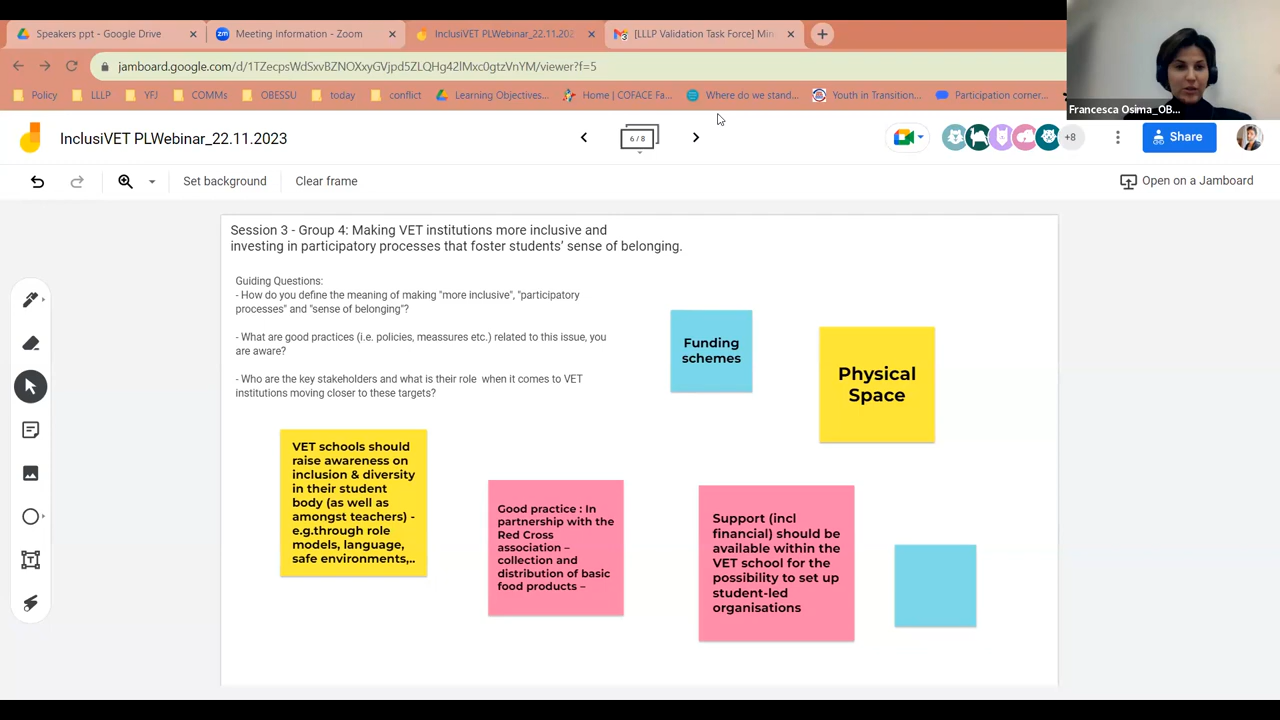 Speakers ppt - Google Drive
Meeting Information - Zoom
InclusiVET PLWebinar_22.11.202
[LLLP Validation Task Force] Min
jamboard.google.com/d/1TZecpsWdSxvBZNOXxyGVjpd5ZLQHg42lMxc0gtzVnYM/viewer?f=5
Policy
LLLP
YFJ
COMMs
OBESSU
today
conflict
Learning Objectives...
Home | COFACE Fa...
Where do we stand...
Youth in Transition...
Participation corner...
Francesca Osima_OB...
InclusiVET PLWebinar_22.11.2023
6 / 8
+8
Share
Set background
Clear frame
Open on a Jamboard
Session 3 - Group 4: Making VET institutions more inclusive and
investing in participatory processes that foster students’ sense of belonging.
Guiding Questions:
- How do you define the meaning of making "more inclusive", "participatory
processes" and "sense of belonging"?
- What are good practices (i.e. policies, meassures etc.) related to this issue, you
are aware?
- Who are the key stakeholders and what is their role when it comes to VET
institutions moving closer to these targets?
Funding
schemes
Physical
Space
VET schools should
raise awareness on
inclusion & diversity
in their student
body (as well as
amongst teachers) -
e.g.through role
models, language,
safe environments,..
Good practice : In
partnership with the
Red Cross
association –
collection and
distribution of basic
food products –
Support (incl
financial) should be
available within the
VET school for the
possibility to set up
student-led
organisations